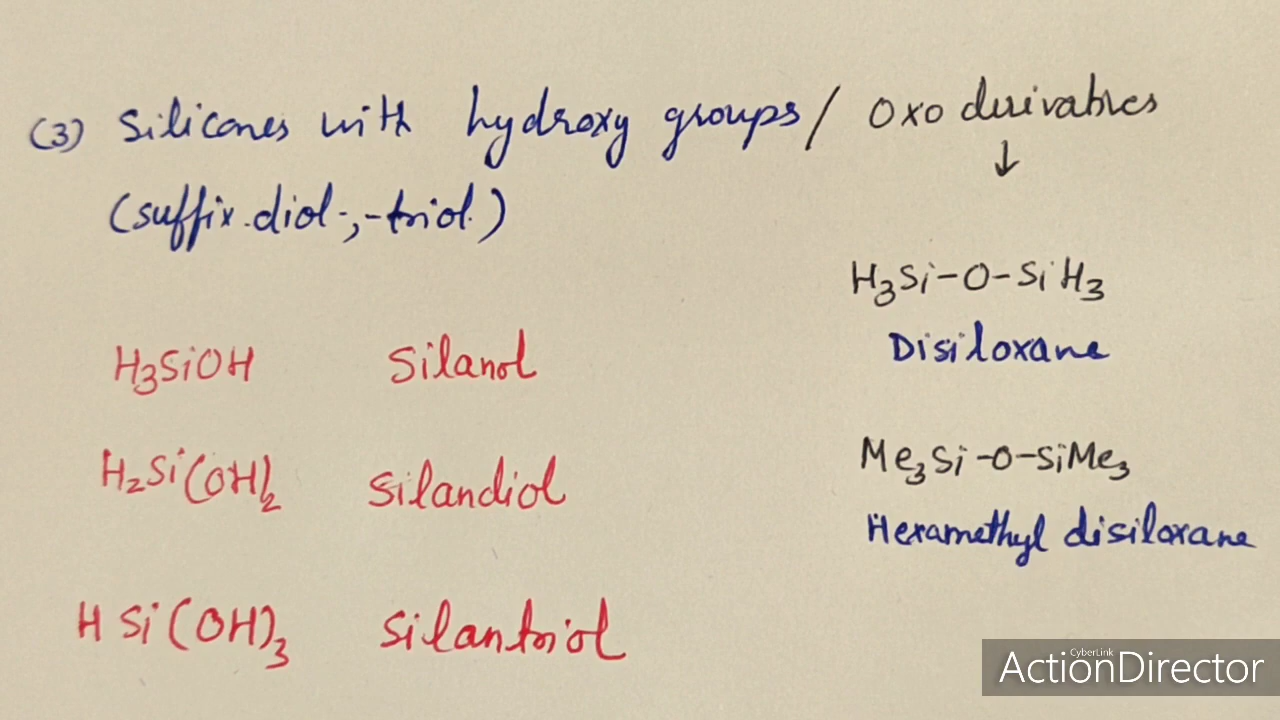 (3) Silicones with hydroxy groups / Oxo derivatives
↓
(suffix.diol-,-triol.)
H₃Si-O-SiH₃
Disiloxane
H₃SiOH Silanol
Me₃Si-O-SiMe₃
H₂Si(OH)₂ Silandiol
Hexamethyl disiloxane
H Si(OH)₃ silantriol
CyberLink
ActionDirector